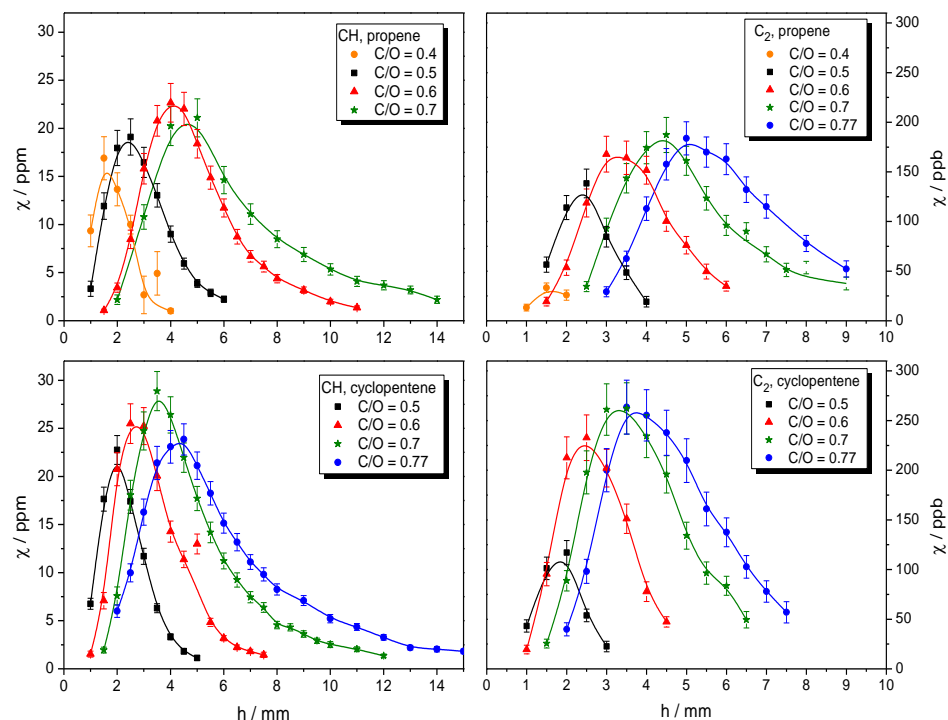 CH, propene
C/O = 0.4
C/O = 0.5
C/O = 0.6
C/O = 0.7
30
25
20
15
10
5
0
χ / ppm
0 2 4 6 8 10 12 14
C₂, propene
C/O = 0.4
C/O = 0.5
C/O = 0.6
C/O = 0.7
C/O = 0.77
300
250
200
150
100
50
0
χ / ppb
0 1 2 3 4 5 6 7 8 9 10
CH, cyclopentene
C/O = 0.5
C/O = 0.6
C/O = 0.7
C/O = 0.77
30
25
20
15
10
5
0
χ / ppm
0 2 4 6 8 10 12 14
h / mm
C₂, cyclopentene
C/O = 0.5
C/O = 0.6
C/O = 0.7
C/O = 0.77
300
250
200
150
100
50
0
χ / ppb
0 1 2 3 4 5 6 7 8 9 10
h / mm